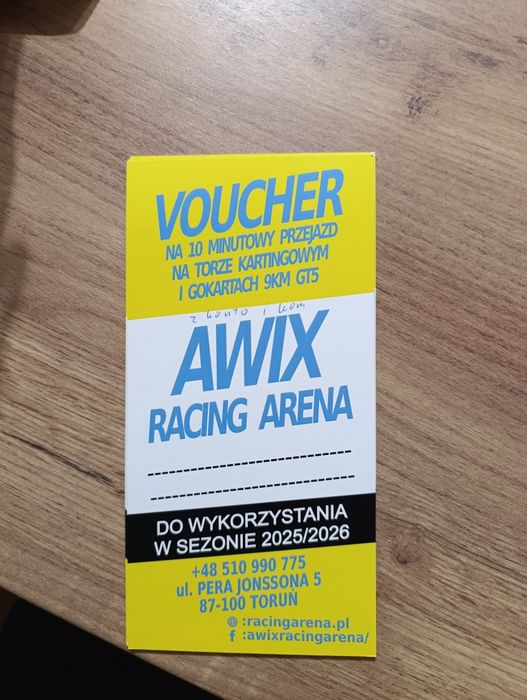 VOUCHER
NA 10 MINUTOWY PRZEJAZD
NA TORZE KARTINGOWYM
I GOKARTACH 9KM GT5
AWIX
RACING ARENA
DO WYKORZYSTANIA
W SEZONIE 2025/2026
+48 510 990 775
ul. PERA JONSSONA 5
87-100 TORUŃ
:racingarena.pl
:awixracingarena/